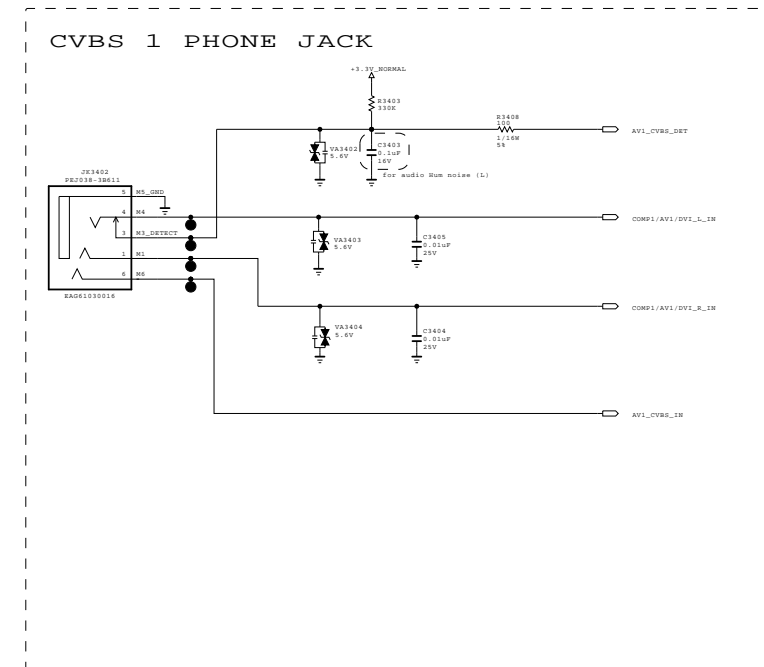 CVBS 1 PHONE JACK
+3.3V_NORMAL
R3403
330K
R3408
100
1/16W
5%
AV1_CVBS_DET
VA3402
5.6V
C3403
0.1uF
16V
for audio Hum noise (L)
JK3402
PEJ038-3B611
5 M5_GND
4 M4
3 M3_DETECT
1 M1
6 M6
EAG61030016
COMP1/AV1/DVI_L_IN
VA3403
5.6V
C3405
0.01uF
25V
COMP1/AV1/DVI_R_IN
VA3404
5.6V
C3404
0.01uF
25V
AV1_CVBS_IN